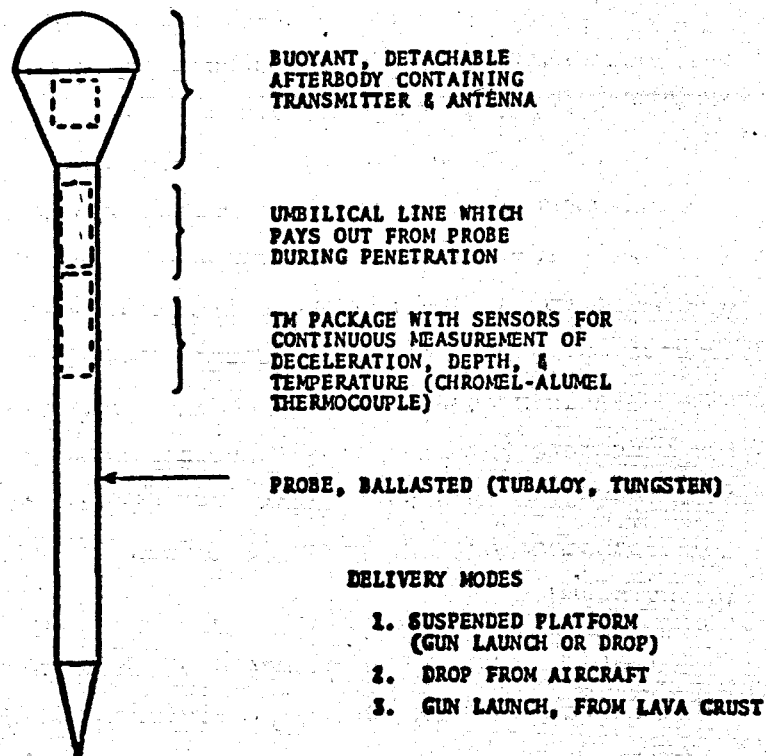 BUOYANT, DETACHABLE
AFTERBODY CONTAINING
TRANSMITTER & ANTENNA
UMBILICAL LINE WHICH
PAYS OUT FROM PROBE
DURING PENETRATION
TM PACKAGE WITH SENSORS FOR
CONTINUOUS MEASUREMENT OF
DECELERATION, DEPTH, &
TEMPERATURE (CHROMEL-ALUMEL
THERMOCOUPLE)
PROBE, BALLASTED (TUBALOY, TUNGSTEN)
DELIVERY MODES
1. SUSPENDED PLATFORM
(GUN LAUNCH OR DROP)
2. DROP FROM AIRCRAFT
3. GUN LAUNCH, FROM LAVA CRUST